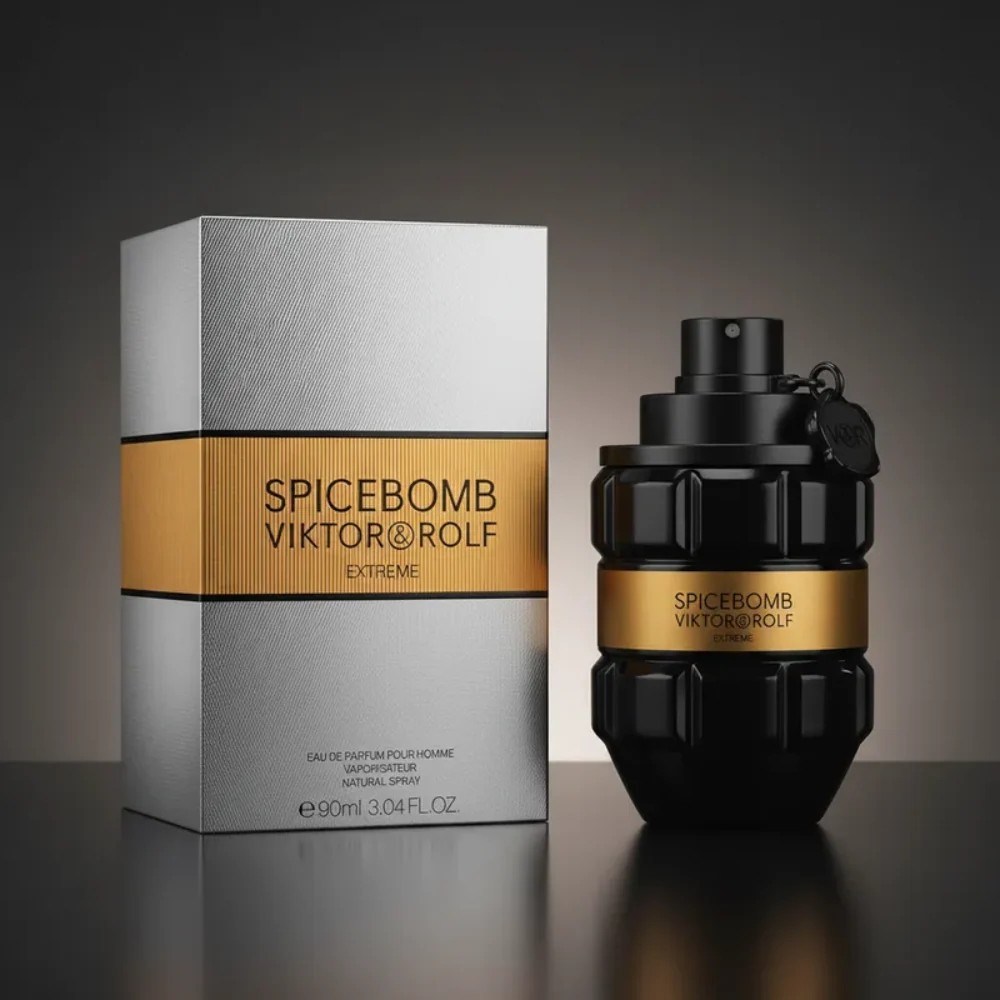 SPICEBOMB
VIKTOR&ROLF
EXTREME
EAU DE PARFUM POUR HOMME
VAPORISATEUR
NATURAL SPRAY
℮90ml 3.04 FL.OZ.
SPICEBOMB
VIKTOR&ROLF
EXTREME